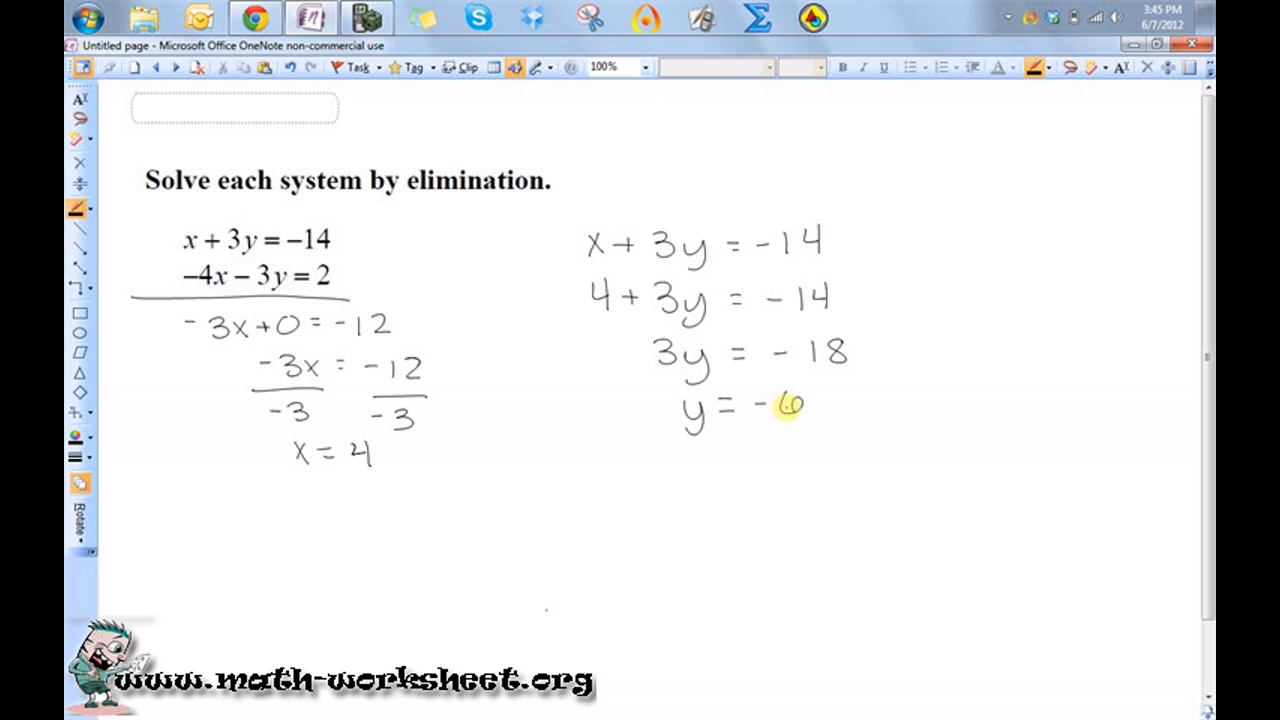 3:45 PM
6/7/2012
Untitled page - Microsoft Office OneNote non-commercial use
Task Tag Clip 100% B I U
Solve each system by elimination.
x + 3y = −14
−4x − 3y = 2
- 3x + 0 = -12
-3x = -12
-3 -3
x = 4
x + 3y = -14
4 + 3y = -14
3y = -18
y = -6
Rotate
www.math-worksheet.org